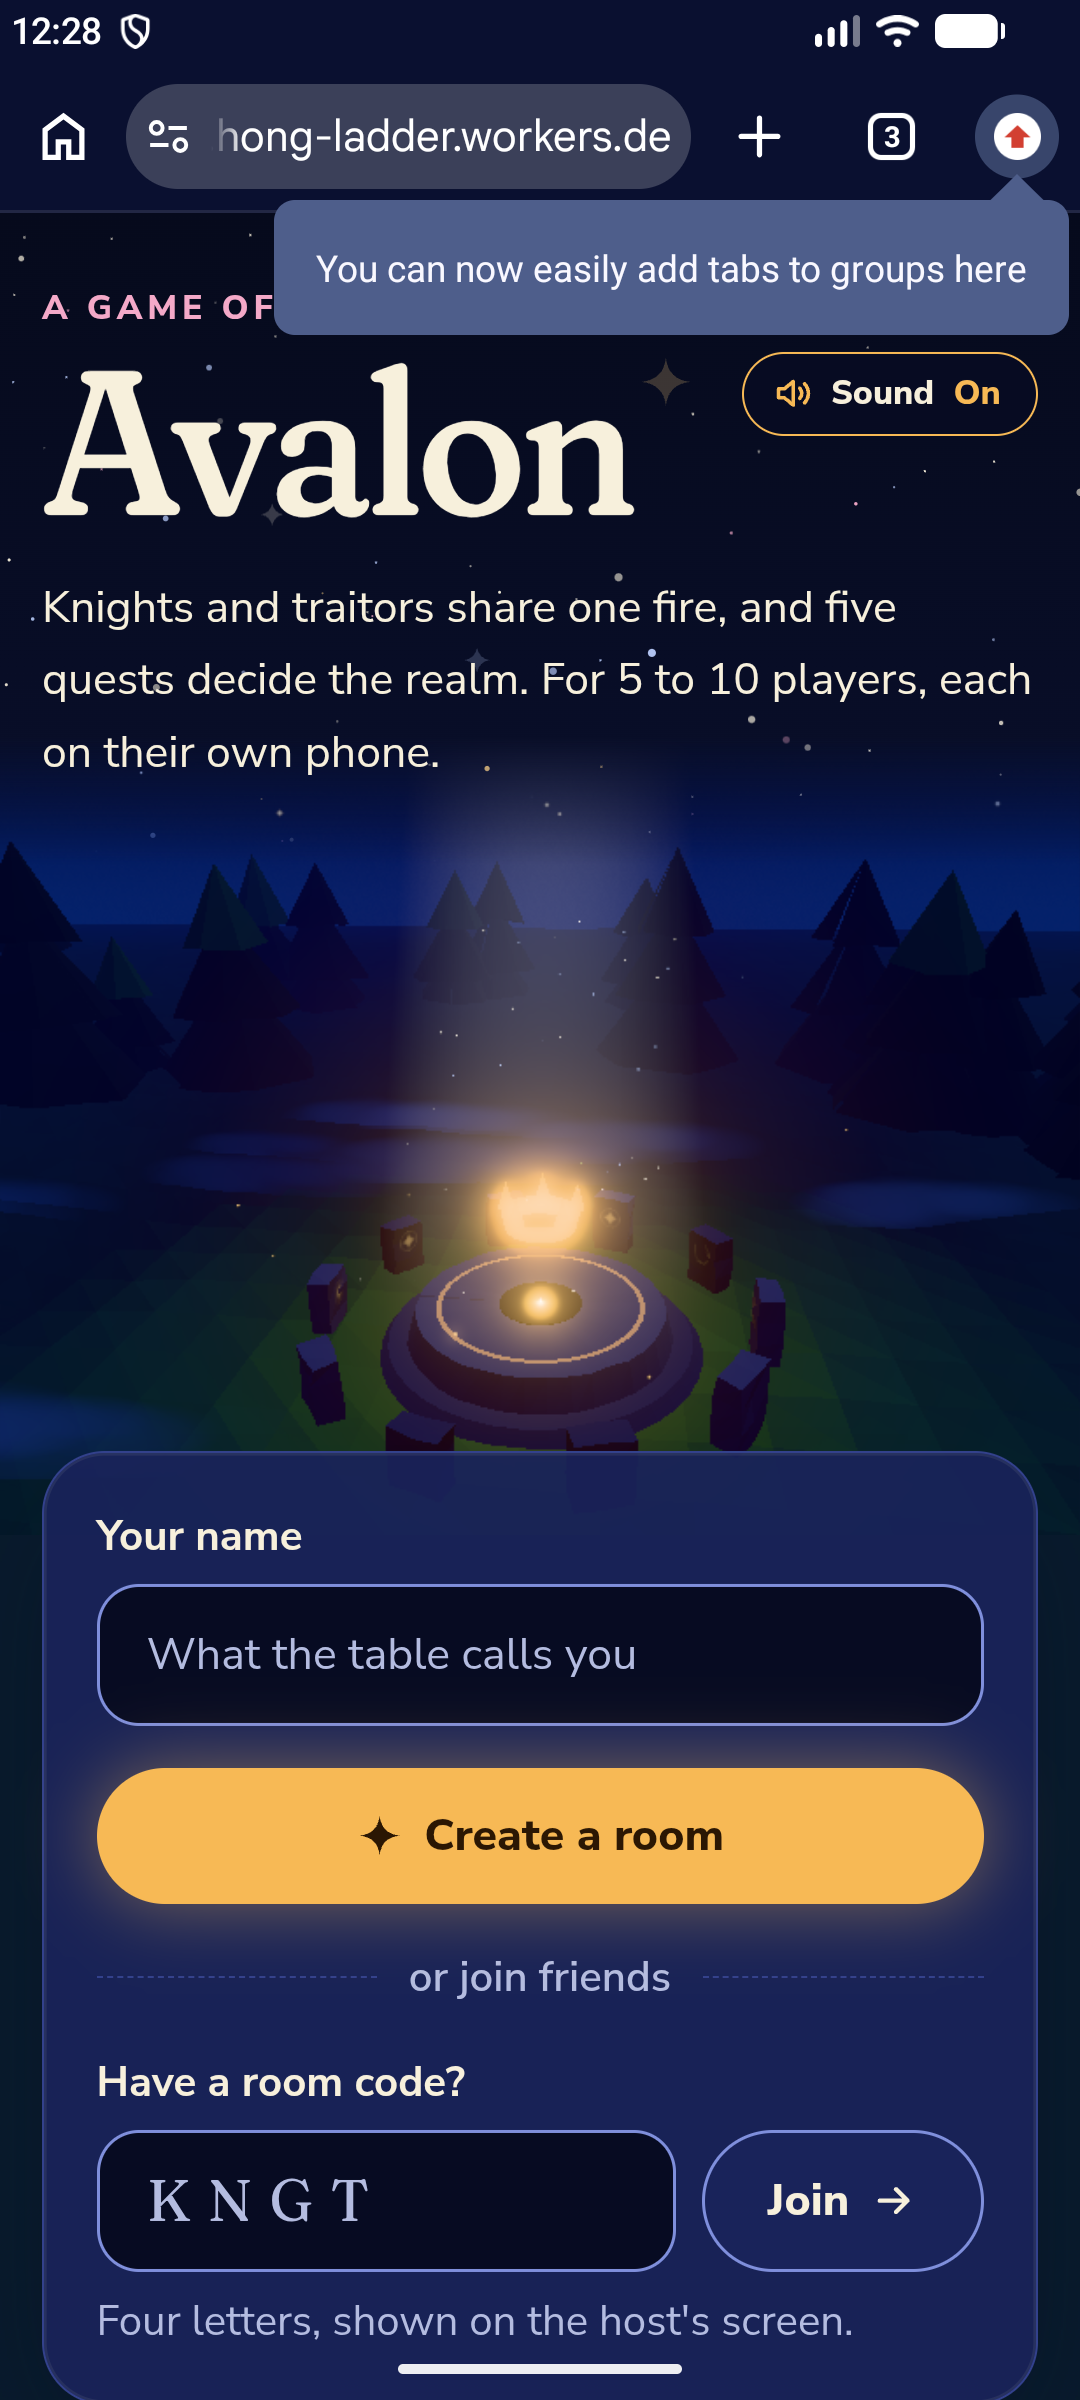 12:28
hong-ladder.workers.de
3
You can now easily add tabs to groups here
A GAME OF
Avalon
Sound On
Knights and traitors share one fire, and five
quests decide the realm. For 5 to 10 players, each
on their own phone.
Your name
What the table calls you
Create a room
or join friends
Have a room code?
KNGT
Join
Four letters, shown on the host's screen.